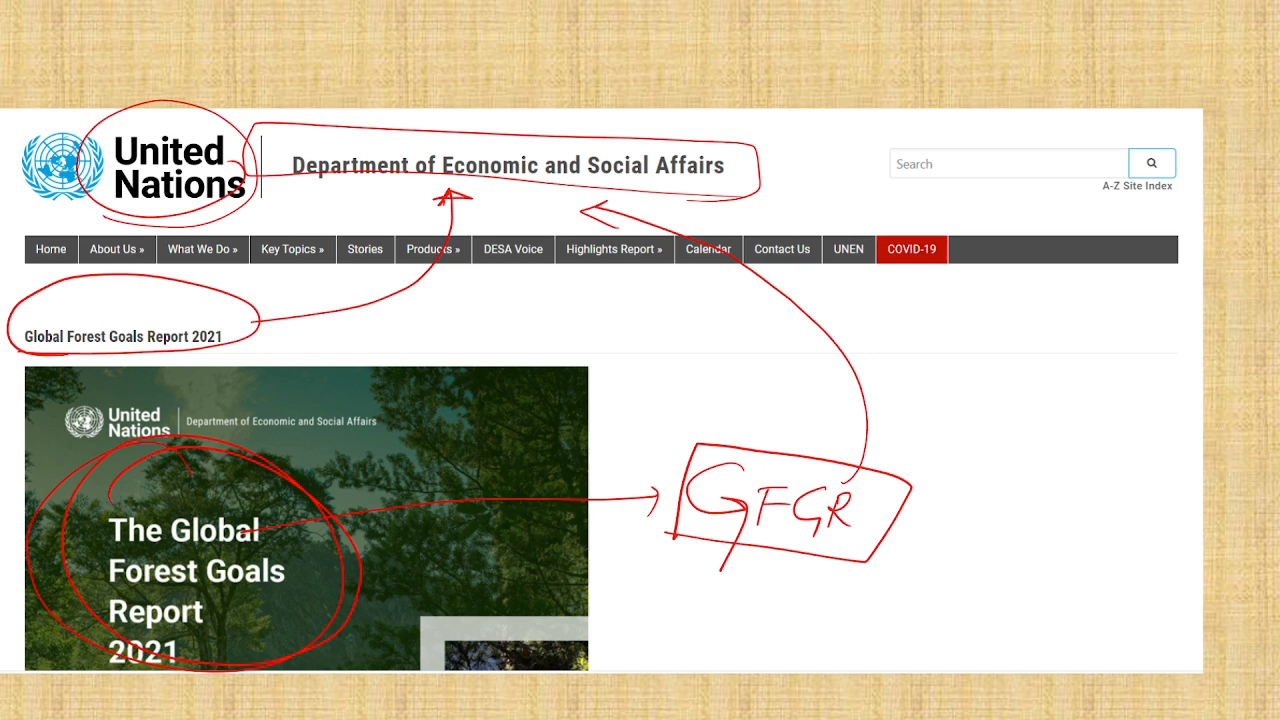 United
Nations
Department of Economic and Social Affairs
Search
A-Z Site Index
Home About Us » What We Do » Key Topics » Stories Products » DESA Voice Highlights Report » Calendar Contact Us UNEN COVID-19
Global Forest Goals Report 2021
United
Nations
Department of Economic and Social Affairs
The Global
Forest Goals
Report
2021
GFGR